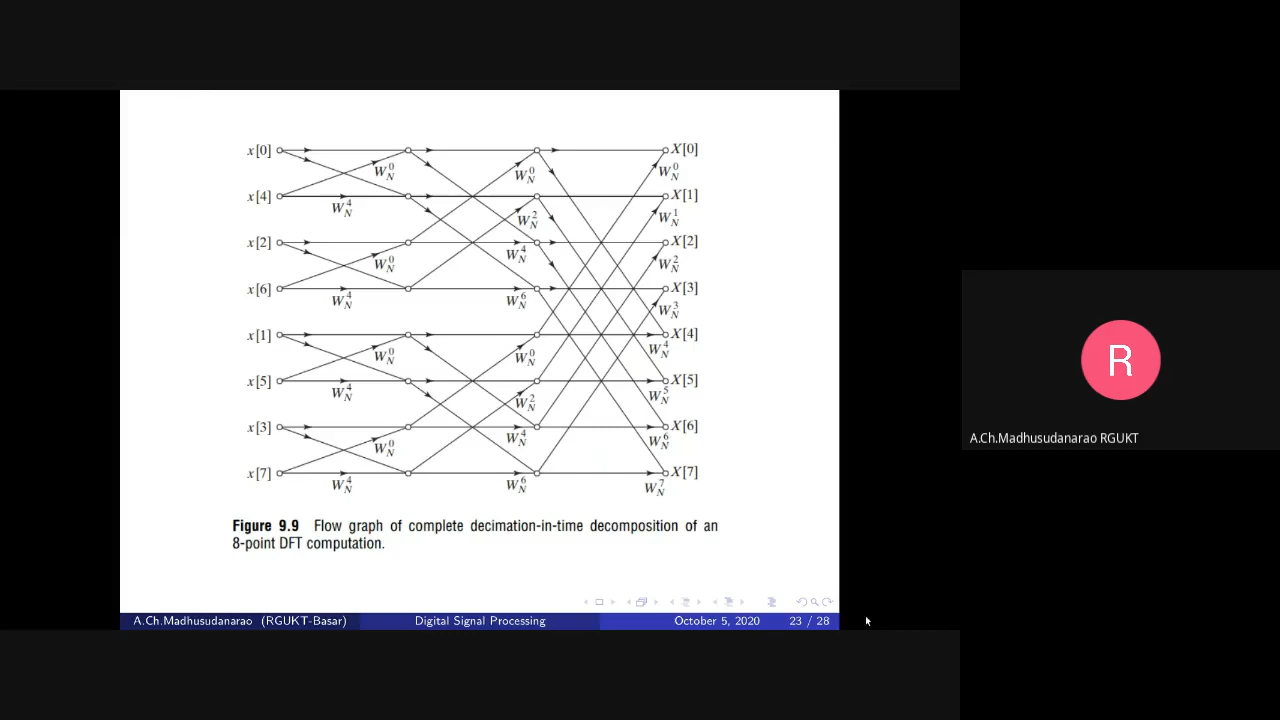 x[0] X[0]
W_N^0 W_N^0 W_N^0
x[4] X[1]
W_N^4 W_N^2 W_N^1
x[2] X[2]
W_N^0 W_N^4 W_N^2
x[6] X[3]
W_N^4 W_N^6 W_N^3
x[1] X[4]
W_N^0 W_N^0 W_N^4
x[5] X[5]
W_N^4 W_N^2 W_N^5
x[3] X[6]
W_N^0 W_N^4 W_N^6
x[7] X[7]
W_N^4 W_N^6 W_N^7
Figure 9.9 Flow graph of complete decimation-in-time decomposition of an
8-point DFT computation.
A.Ch.Madhusudanarao (RGUKT-Basar) Digital Signal Processing October 5, 2020 23 / 28
R
A.Ch.Madhusudanarao RGUKT